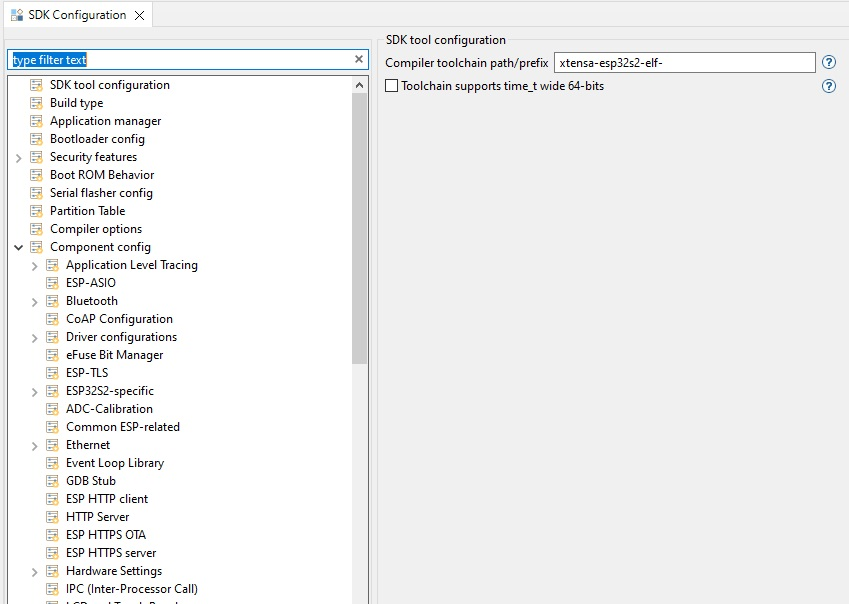 SDK Configuration
type filter text
SDK tool configuration
Build type
Application manager
Bootloader config
Security features
Boot ROM Behavior
Serial flasher config
Partition Table
Compiler options
Component config
Application Level Tracing
ESP-ASIO
Bluetooth
CoAP Configuration
Driver configurations
eFuse Bit Manager
ESP-TLS
ESP32S2-specific
ADC-Calibration
Common ESP-related
Ethernet
Event Loop Library
GDB Stub
ESP HTTP client
HTTP Server
ESP HTTPS OTA
ESP HTTPS server
Hardware Settings
IPC (Inter-Processor Call)
SDK tool configuration
Compiler toolchain path/prefix xtensa-esp32s2-elf-
Toolchain supports time_t wide 64-bits